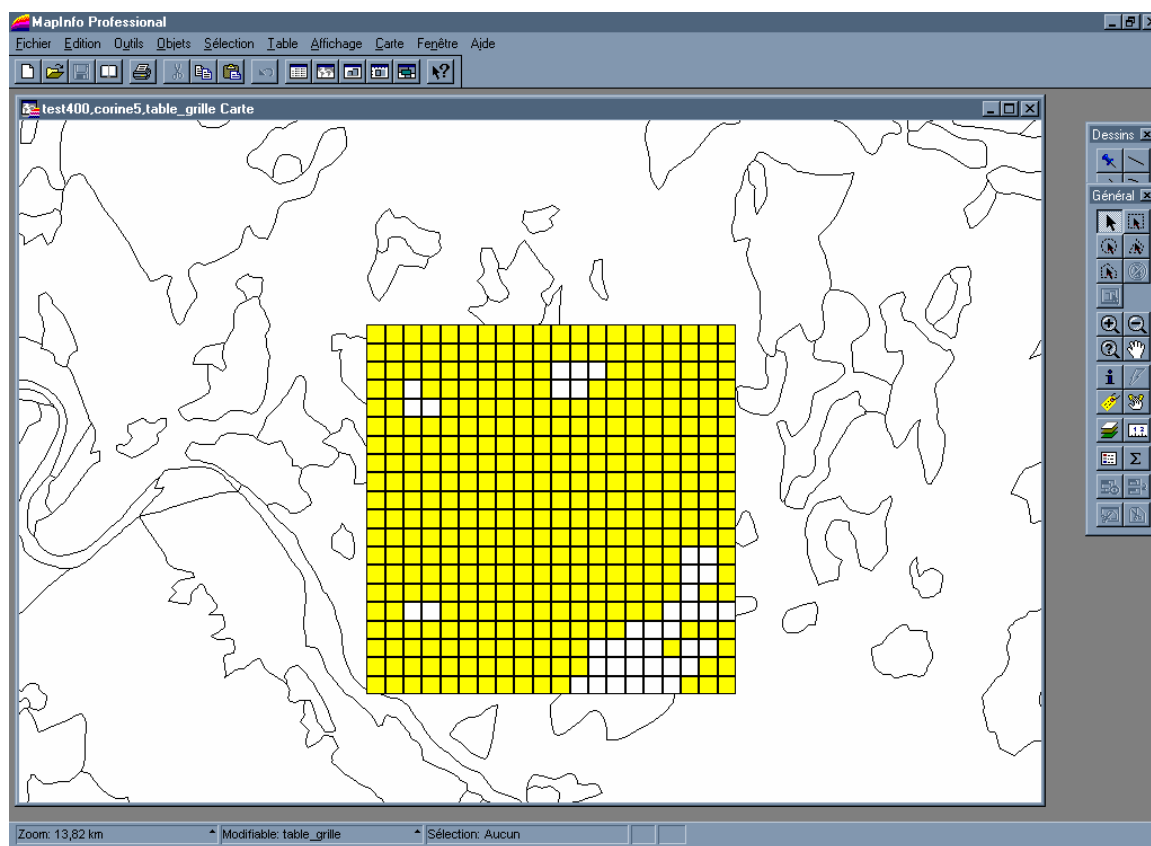 MapInfo Professional
Fichier Edition Outils Objets Sélection Table Affichage Carte Fenêtre Aide
test400,corine5,table_grille Carte
Dessins
Général
Zoom: 13,82 km
Modifiable: table_grille
Sélection: Aucun